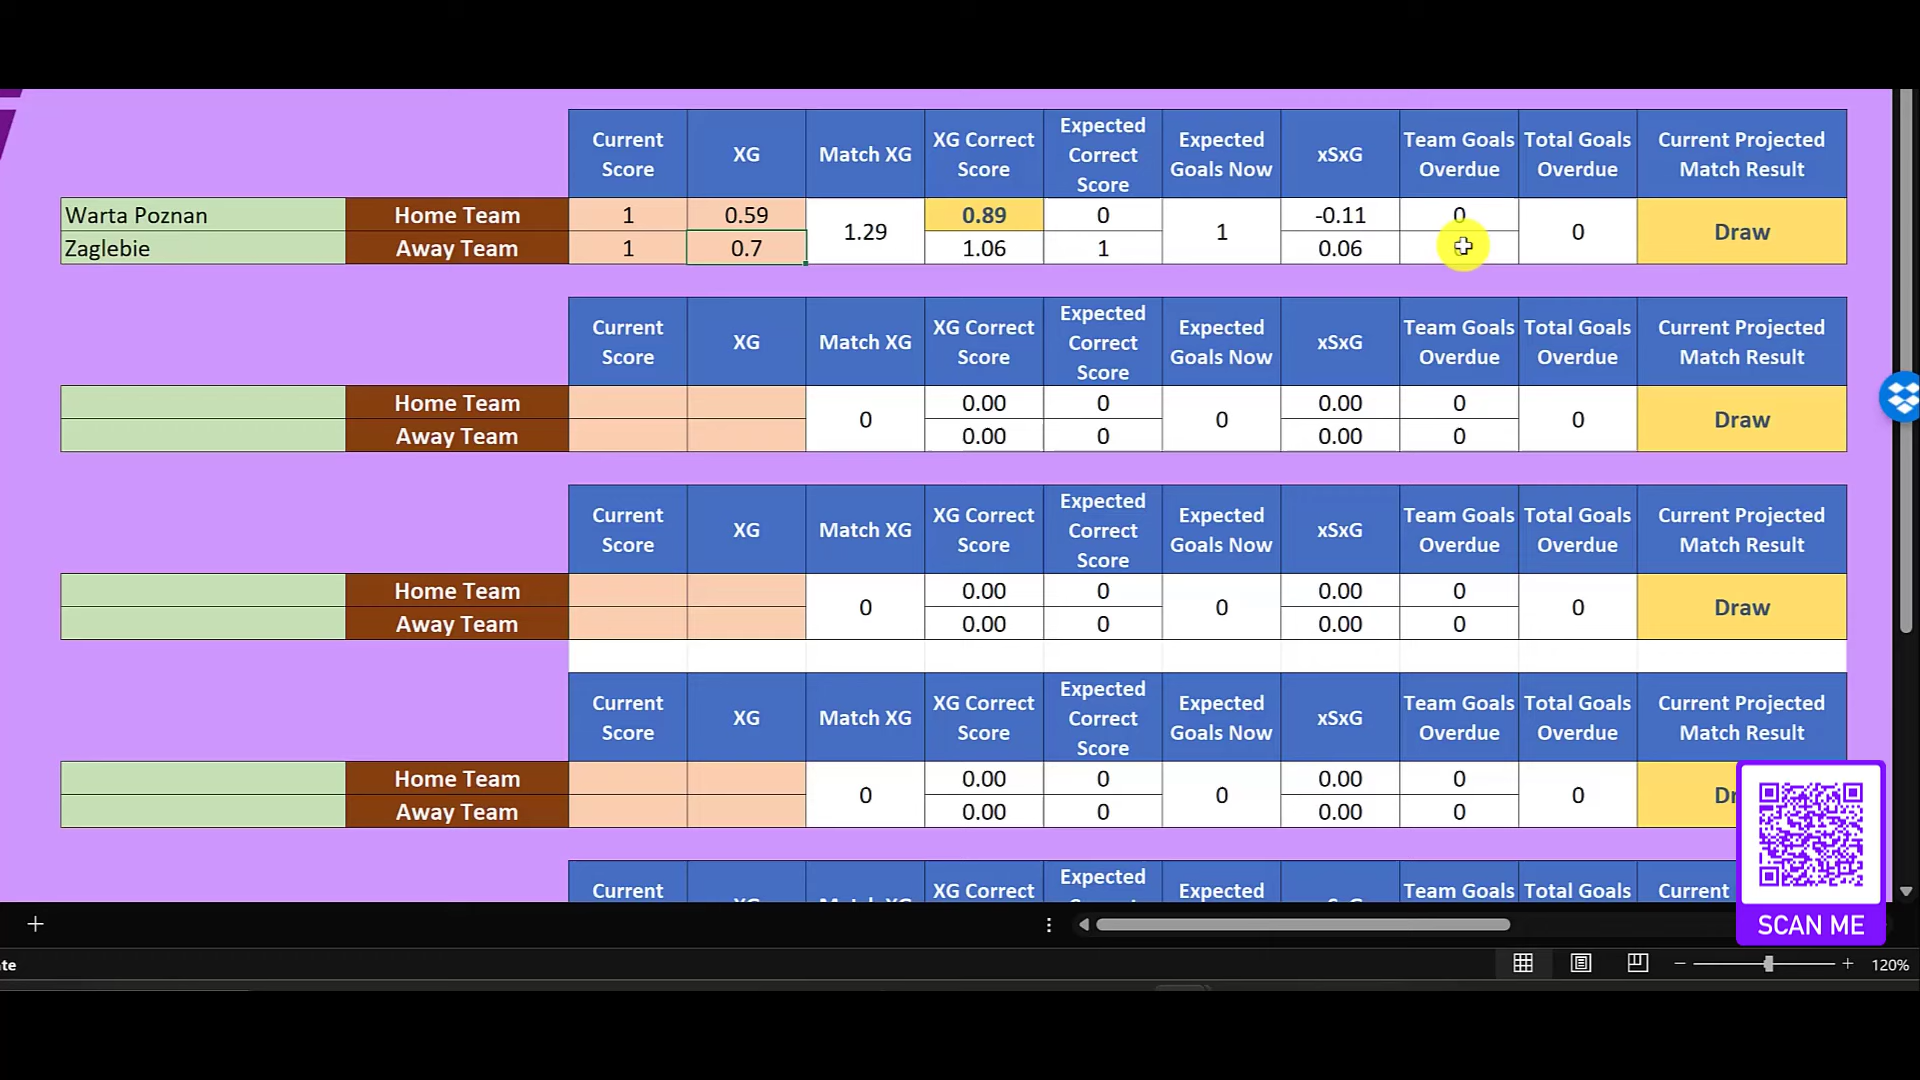 Current Score XG Match XG XG Correct Score Expected Correct Score Expected Goals Now xSxG Team Goals Overdue Total Goals Overdue Current Projected Match Result
Warta Poznan Home Team 1 0.59 1.29 0.89 0 1 -0.11 0 0 Draw
Zaglebie Away Team 1 0.7 1.06 1 0.06
Current Score XG Match XG XG Correct Score Expected Correct Score Expected Goals Now xSxG Team Goals Overdue Total Goals Overdue Current Projected Match Result
Home Team 0 0.00 0 0 0.00 0 0 Draw
Away Team 0.00 0 0.00 0
Current Score XG Match XG XG Correct Score Expected Correct Score Expected Goals Now xSxG Team Goals Overdue Total Goals Overdue Current Projected Match Result
Home Team 0 0.00 0 0 0.00 0 0 Draw
Away Team 0.00 0 0.00 0
Current Score XG Match XG XG Correct Score Expected Correct Score Expected Goals Now xSxG Team Goals Overdue Total Goals Overdue Current Projected Match Result
Home Team 0 0.00 0 0 0.00 0 0 Dr
Away Team 0.00 0 0.00 0
Current XG Correct Expected Expected Team Goals Total Goals Current
SCAN ME
te
120%